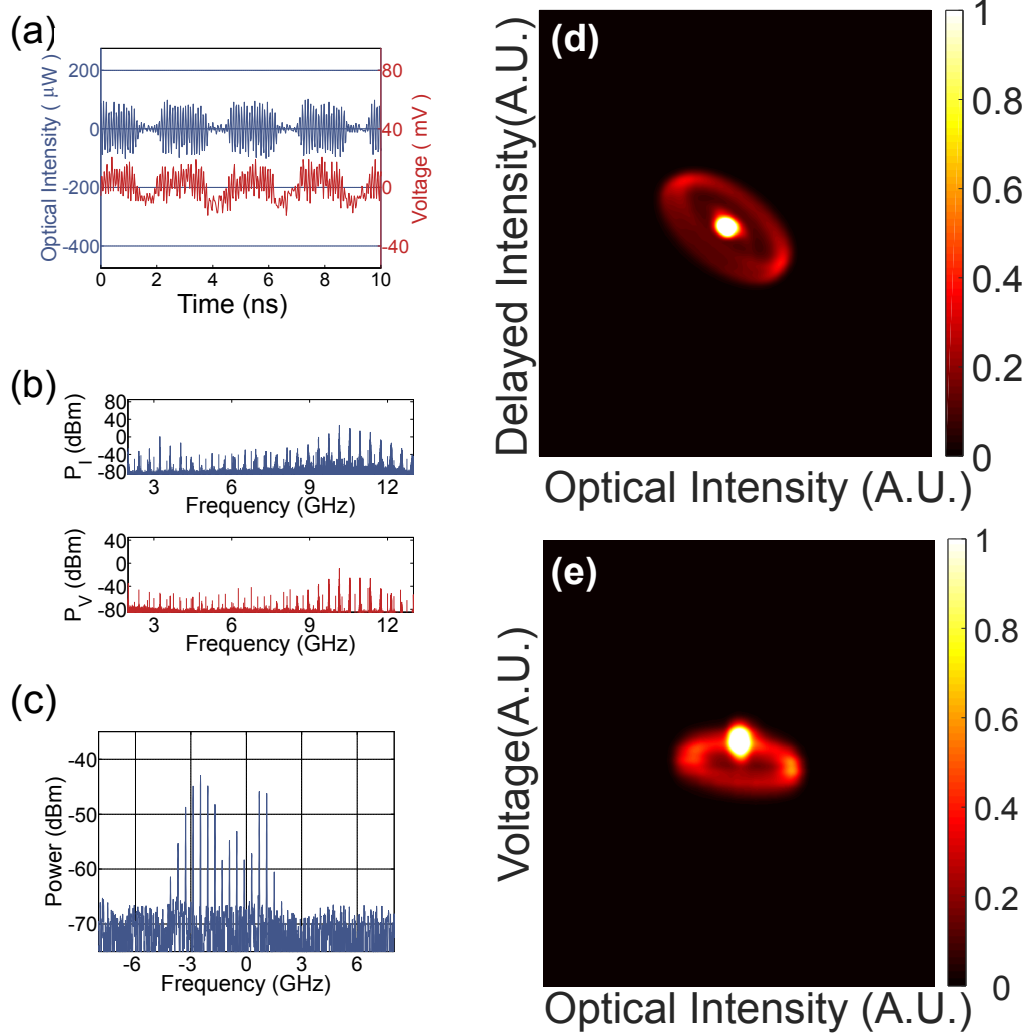 (a)
200
0
-200
-400
Optical Intensity ( μW )
80
40
0
-40
Voltage ( mV )
0 2 4 6 8 10
Time (ns)
(b)
80
40
0
-40
-80
P_I (dBm)
3 6 9 12
Frequency (GHz)
40
0
-40
-80
P_V (dBm)
3 6 9 12
Frequency (GHz)
(c)
-40
-50
-60
-70
Power (dBm)
-6 -3 0 3 6
Frequency (GHz)
(d)
Delayed Intensity(A.U.)
Optical Intensity (A.U.)
1
0.8
0.6
0.4
0.2
0
(e)
Voltage(A.U.)
Optical Intensity (A.U.)
1
0.8
0.6
0.4
0.2
0